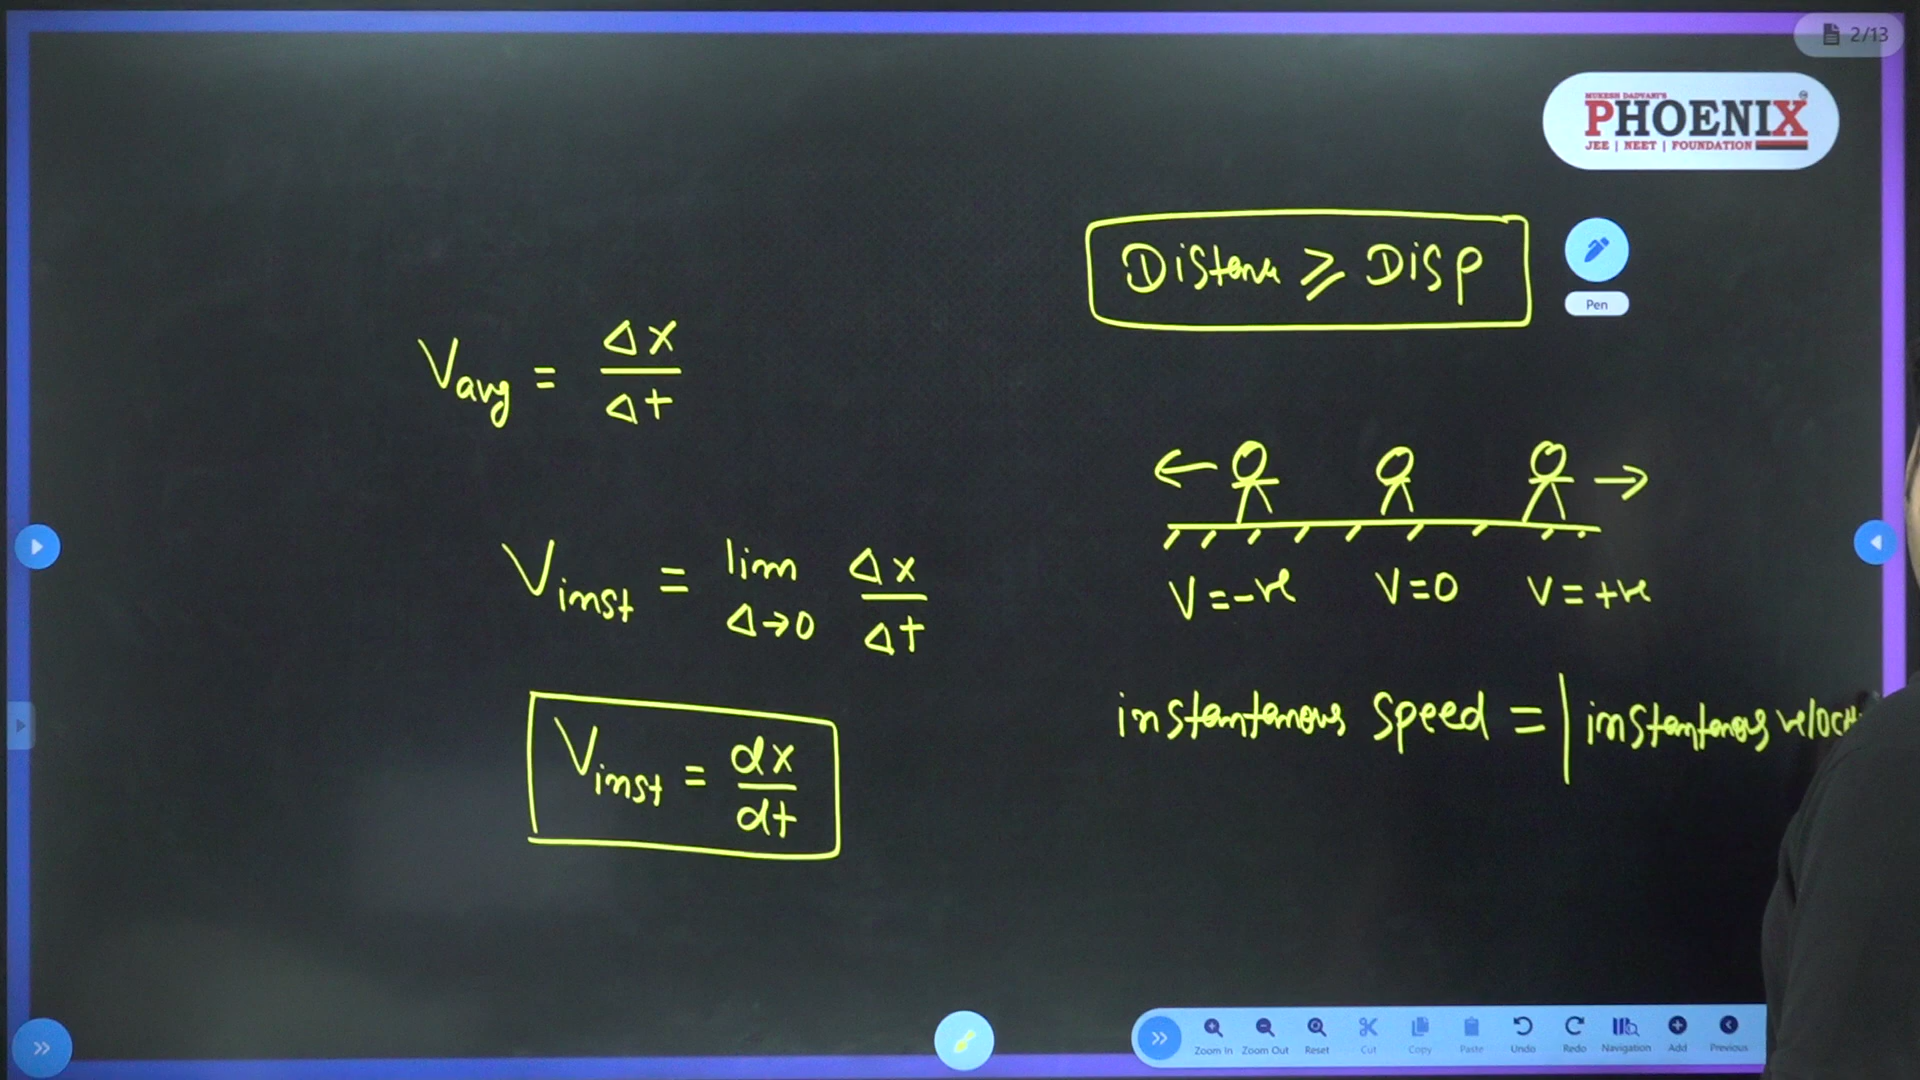 2/13
MUKESH DADVANI'S
PHOENIX
JEE | NEET | FOUNDATION
Distance ⩾ Disp
Pen
Vavg = Δx / Δt
Vinst = lim Δ→0 Δx / Δt
Vinst = dx / dt
V = -ve V = 0 V = +ve
instantaneous speed = | instantaneous
Zoom In Zoom Out Reset Cut Copy Paste Undo Redo Navigation Add Previous